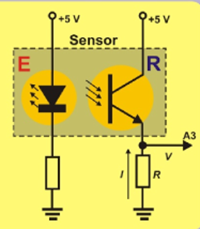 +5 V +5 V
Sensor
E R
A3
V
I R